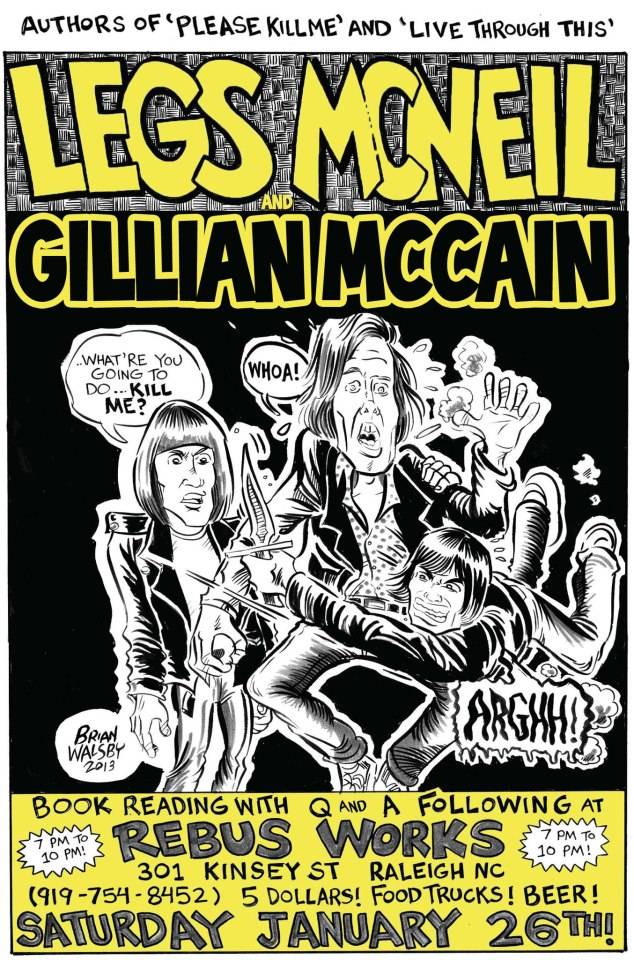 AUTHORS OF 'PLEASE KILL ME' AND 'LIVE THROUGH THIS'
LEGS MCNEIL
AND
GILLIAN MCCAIN
..WHAT'RE YOU
GOING TO
DO...KILL
ME?
WHOA!
ARGHH!
BRIAN
WALSBY
2013
BOOK READING WITH Q AND A FOLLOWING AT
7 PM TO
10 PM!
REBUS WORKS
7 PM TO
10 PM!
301 KINSEY ST RALEIGH NC
(919-754-8452) 5 DOLLARS! FOOD TRUCKS! BEER!
SATURDAY JANUARY 26TH!